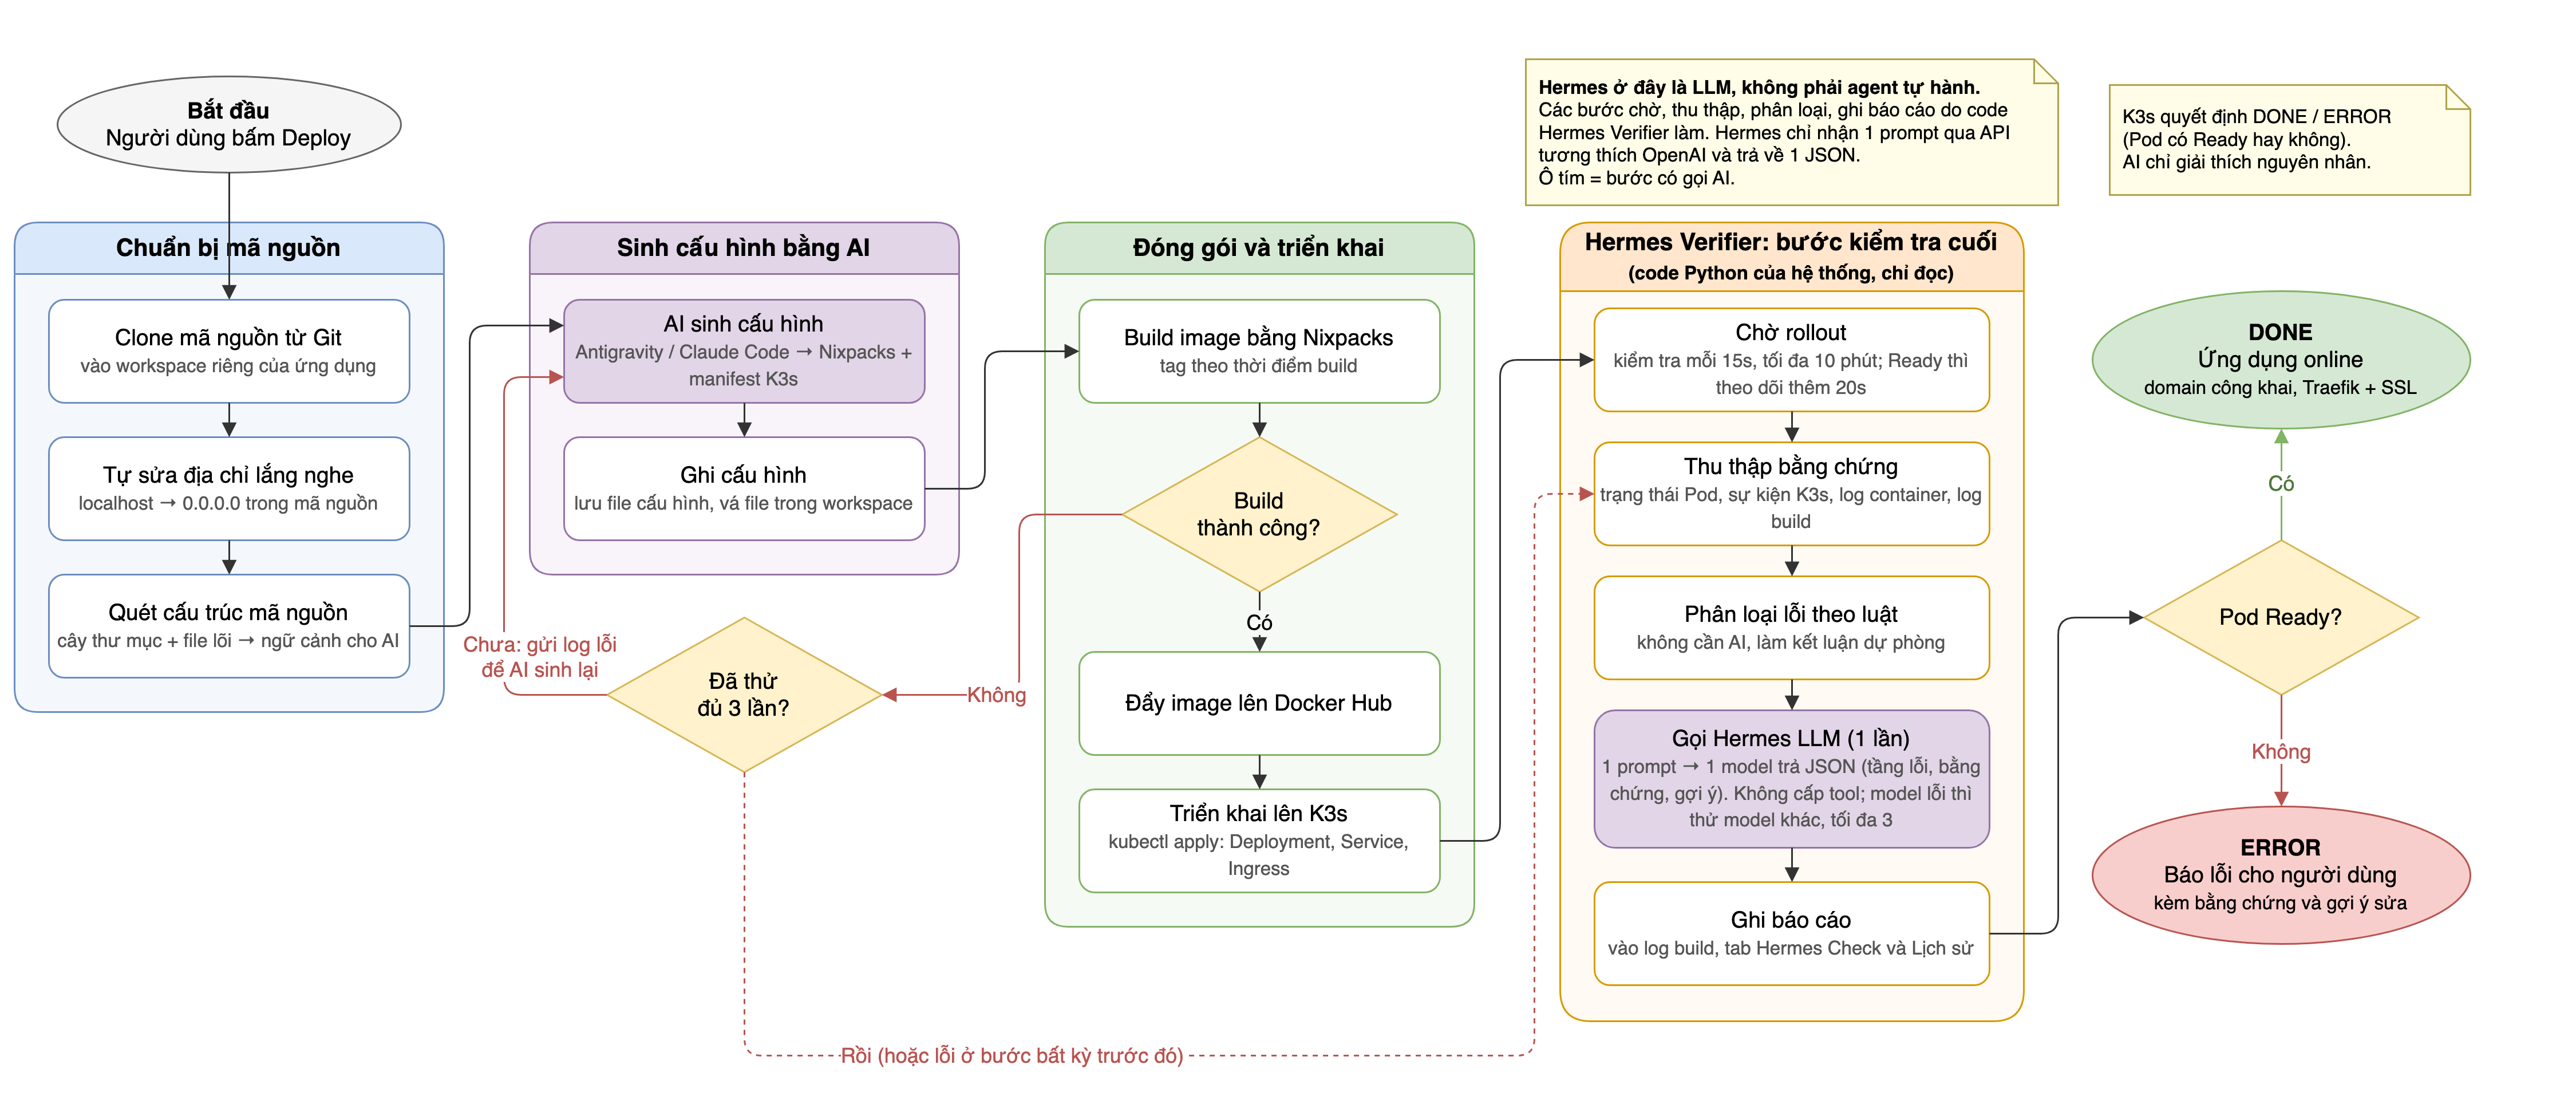 Bắt đầu
Người dùng bấm Deploy
Chuẩn bị mã nguồn
Clone mã nguồn từ Git
vào workspace riêng của ứng dụng
Tự sửa địa chỉ lắng nghe
localhost → 0.0.0.0 trong mã nguồn
Quét cấu trúc mã nguồn
cây thư mục + file lõi → ngữ cảnh cho AI
Sinh cấu hình bằng AI
AI sinh cấu hình
Antigravity / Claude Code → Nixpacks +
manifest K3s
Ghi cấu hình
lưu file cấu hình, vá file trong workspace
Chưa: gửi log lỗi
để AI sinh lại
Đã thử
đủ 3 lần?
Không
Rồi (hoặc lỗi ở bước bất kỳ trước đó)
Đóng gói và triển khai
Build image bằng Nixpacks
tag theo thời điểm build
Build
thành công?
Có
Đẩy image lên Docker Hub
Triển khai lên K3s
kubectl apply: Deployment, Service,
Ingress
Hermes ở đây là LLM, không phải agent tự hành.
Các bước chờ, thu thập, phân loại, ghi báo cáo do code
Hermes Verifier làm. Hermes chỉ nhận 1 prompt qua API
tương thích OpenAI và trả về 1 JSON.
Ô tím = bước có gọi AI.
Hermes Verifier: bước kiểm tra cuối
(code Python của hệ thống, chỉ đọc)
Chờ rollout
kiểm tra mỗi 15s, tối đa 10 phút; Ready thì
theo dõi thêm 20s
Thu thập bằng chứng
trạng thái Pod, sự kiện K3s, log container, log
build
Phân loại lỗi theo luật
không cần AI, làm kết luận dự phòng
Gọi Hermes LLM (1 lần)
1 prompt → 1 model trả JSON (tầng lỗi, bằng
chứng, gợi ý). Không cấp tool; model lỗi thì
thử model khác, tối đa 3
Ghi báo cáo
vào log build, tab Hermes Check và Lịch sử
K3s quyết định DONE / ERROR
(Pod có Ready hay không).
AI chỉ giải thích nguyên nhân.
DONE
Ứng dụng online
domain công khai, Traefik + SSL
Có
Pod Ready?
Không
ERROR
Báo lỗi cho người dùng
kèm bằng chứng và gợi ý sửa